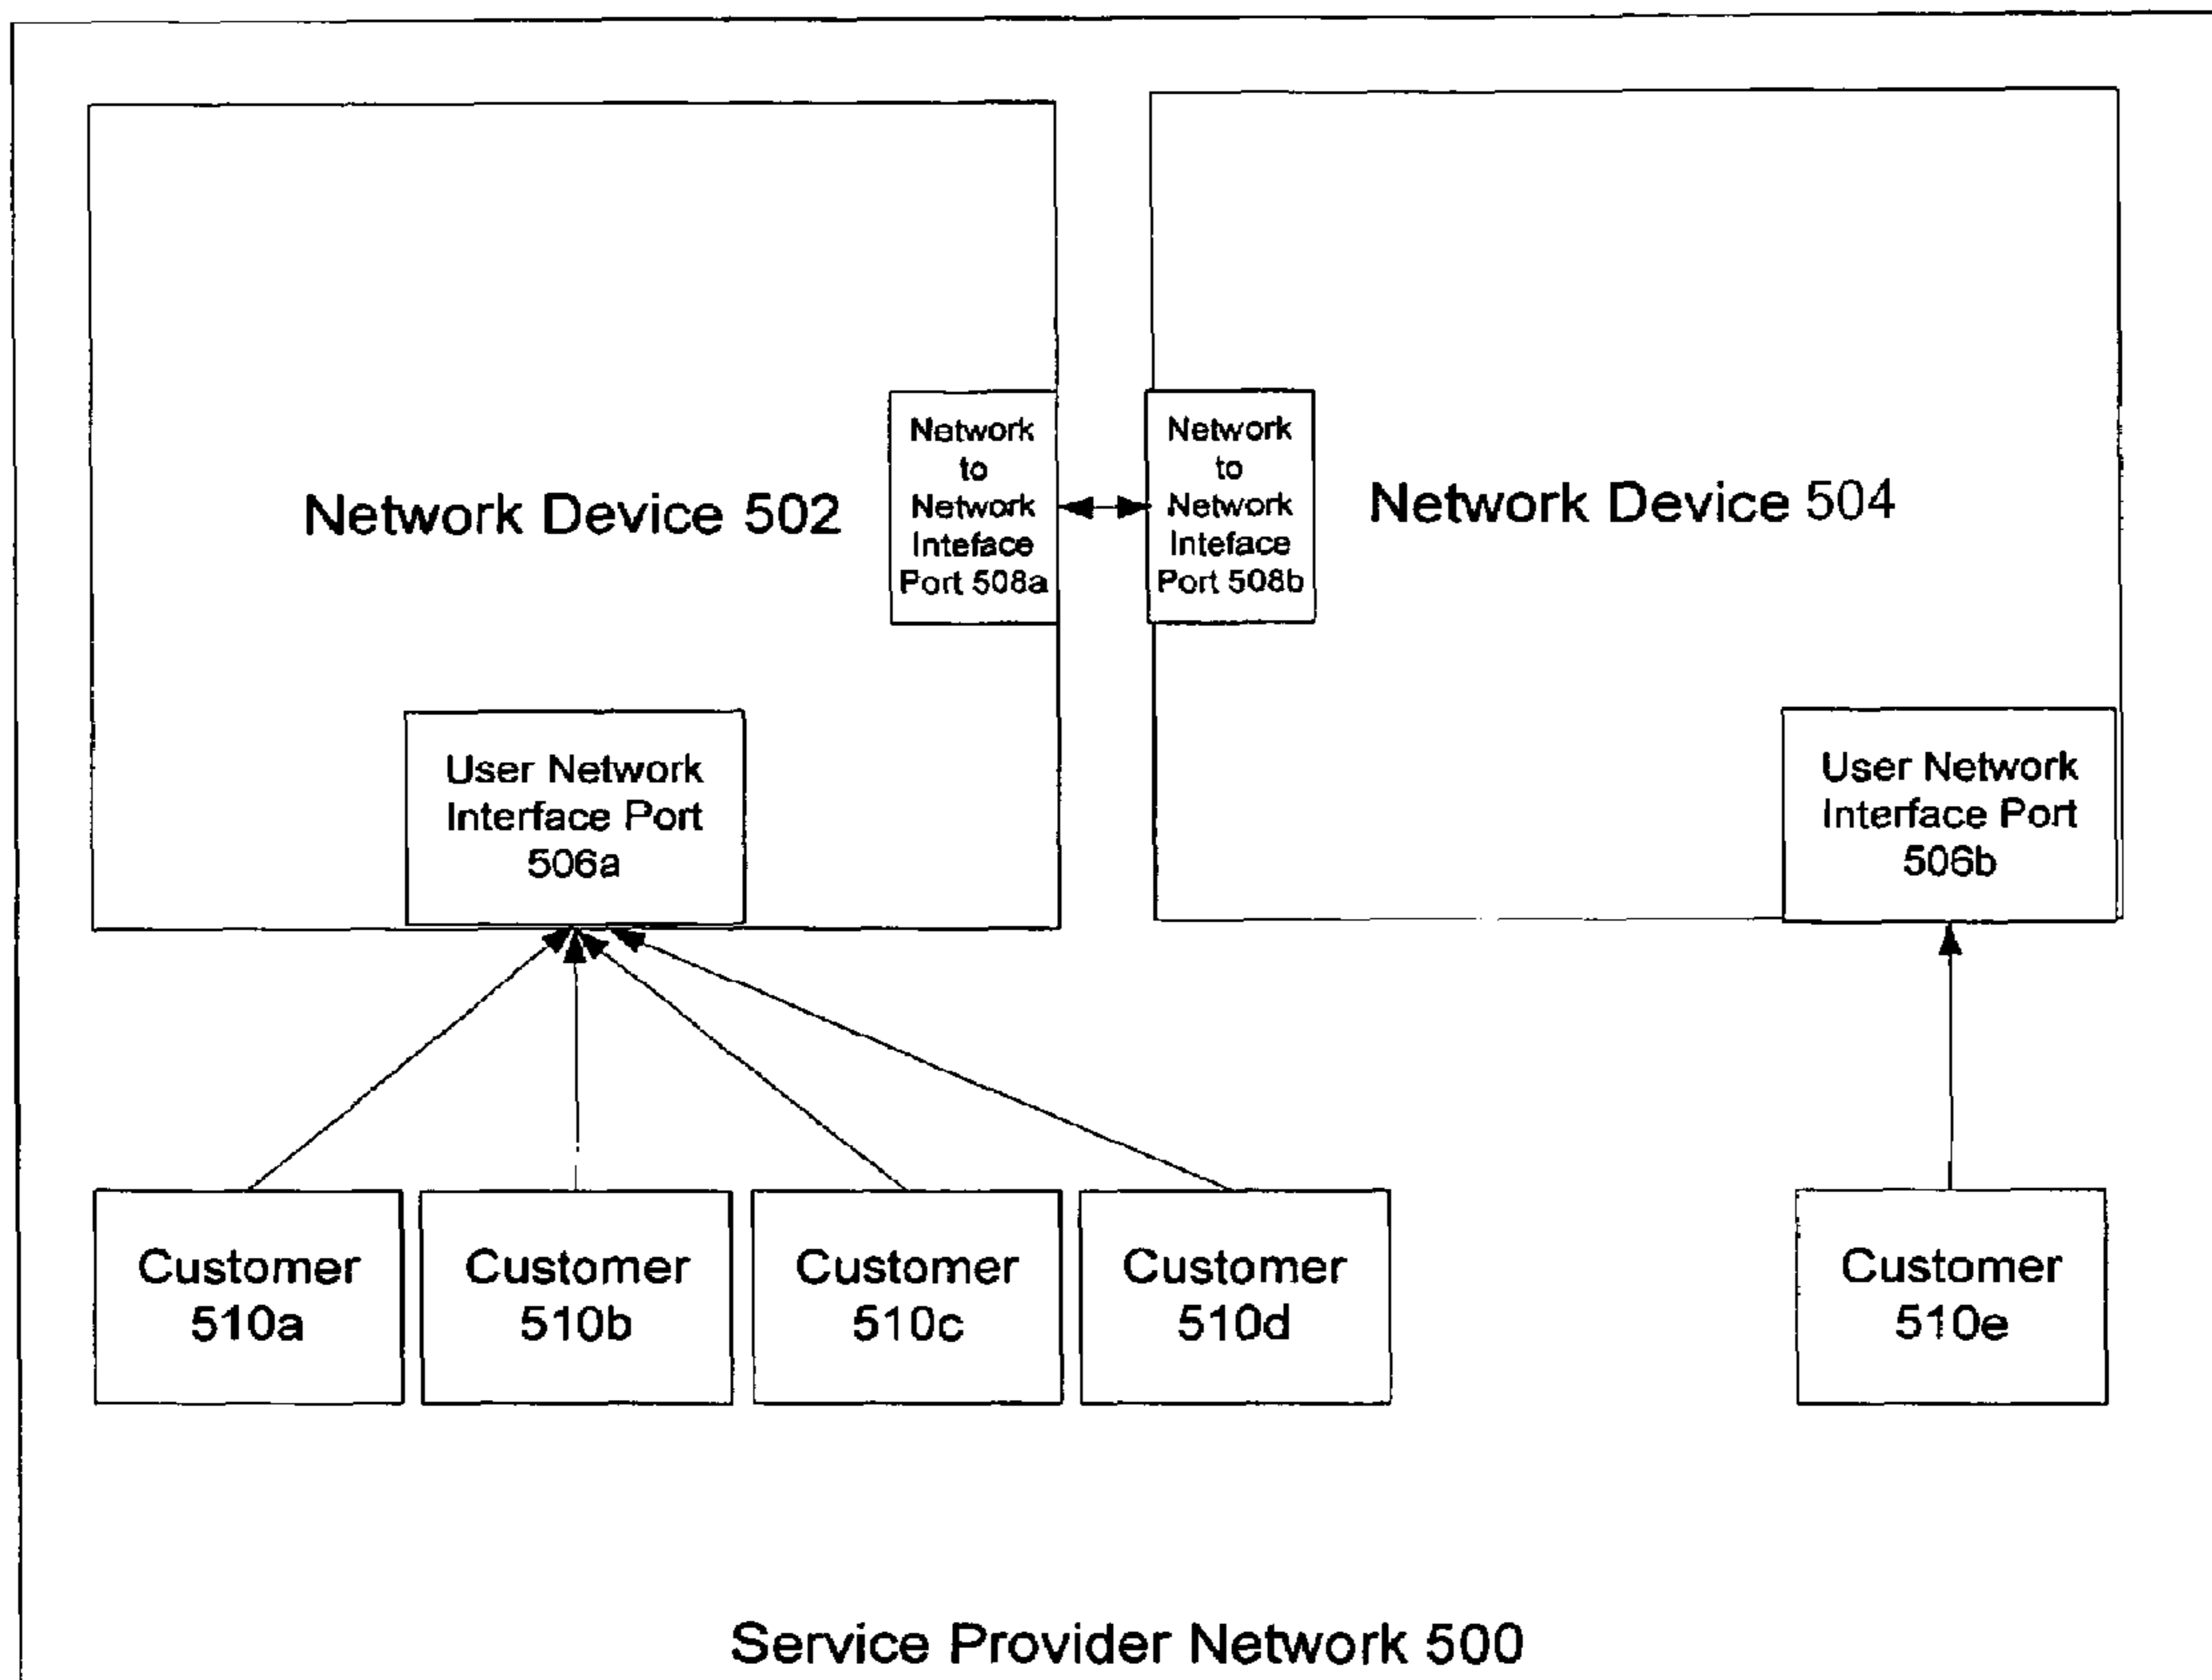 Network Device 502
Network
to
Network
Inteface
Port 508a
Network
to
Network
Inteface
Port 508b
Network Device 504
User Network
Interface Port
506a
User Network
Interface Port
506b
Customer
510a
Customer
510b
Customer
510c
Customer
510d
Customer
510e
Service Provider Network 500